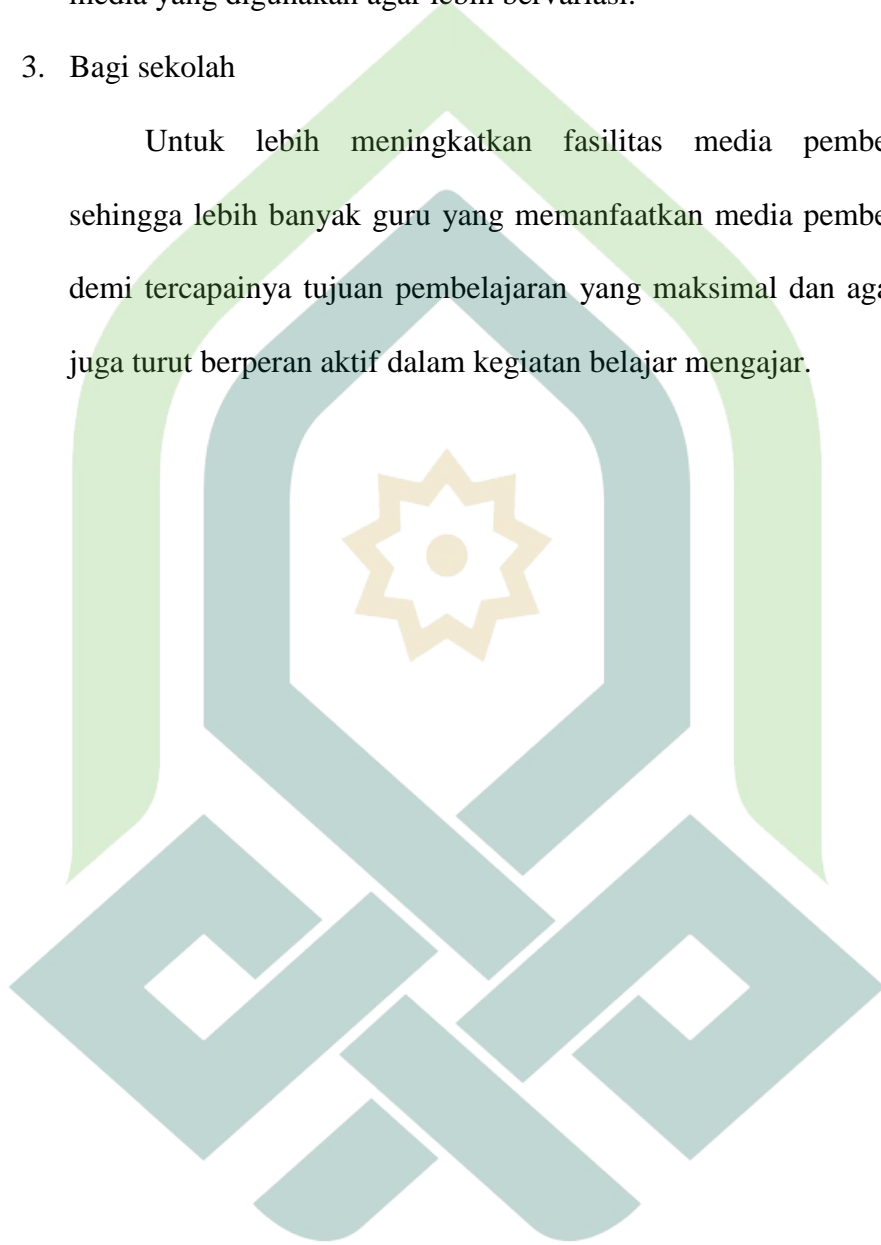 media yang digunakan agar lebih bervariasi.
3. Bagi sekolah
Untuk lebih meningkatkan fasilitas media
sehingga lebih banyak guru yang memanfaatkan media
demi tercapainya tujuan pembelajaran yang maksimal dan
juga turut berperan aktif dalam kegiatan belajar mengajar.